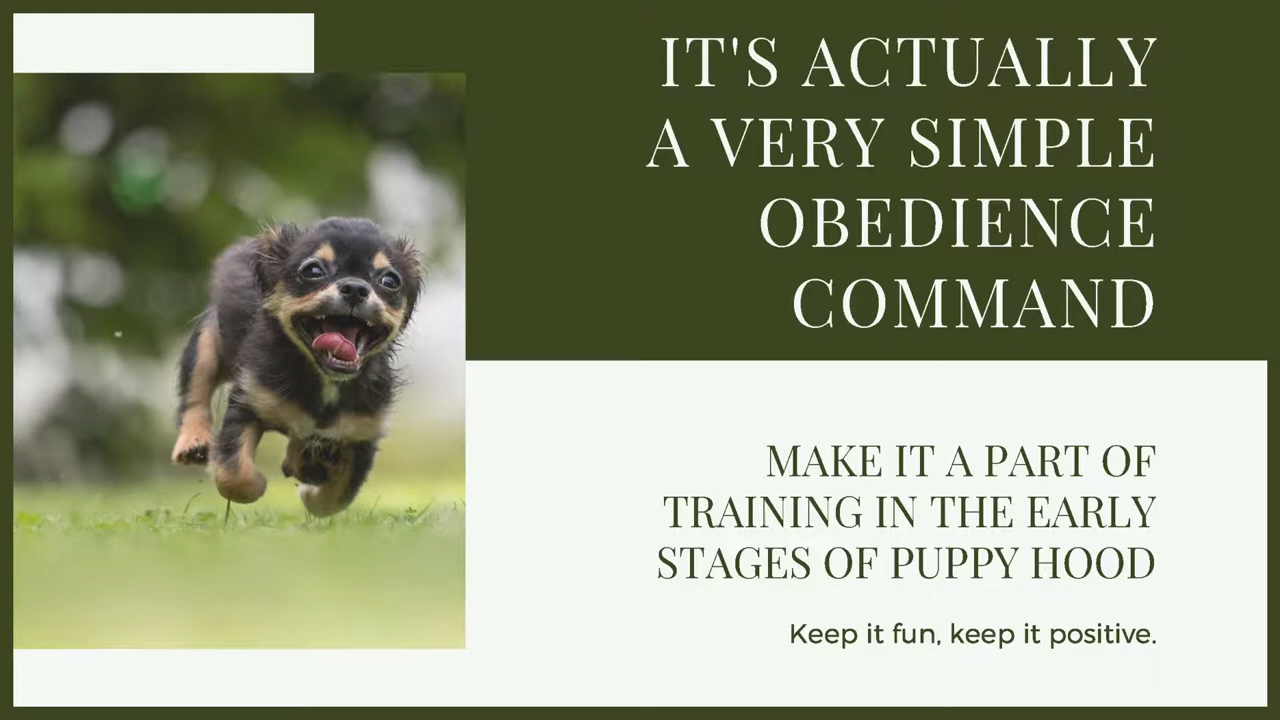 IT'S ACTUALLY
A VERY SIMPLE
OBEDIENCE
COMMAND
MAKE IT A PART OF
TRAINING IN THE EARLY
STAGES OF PUPPY HOOD
Keep it fun, keep it positive.